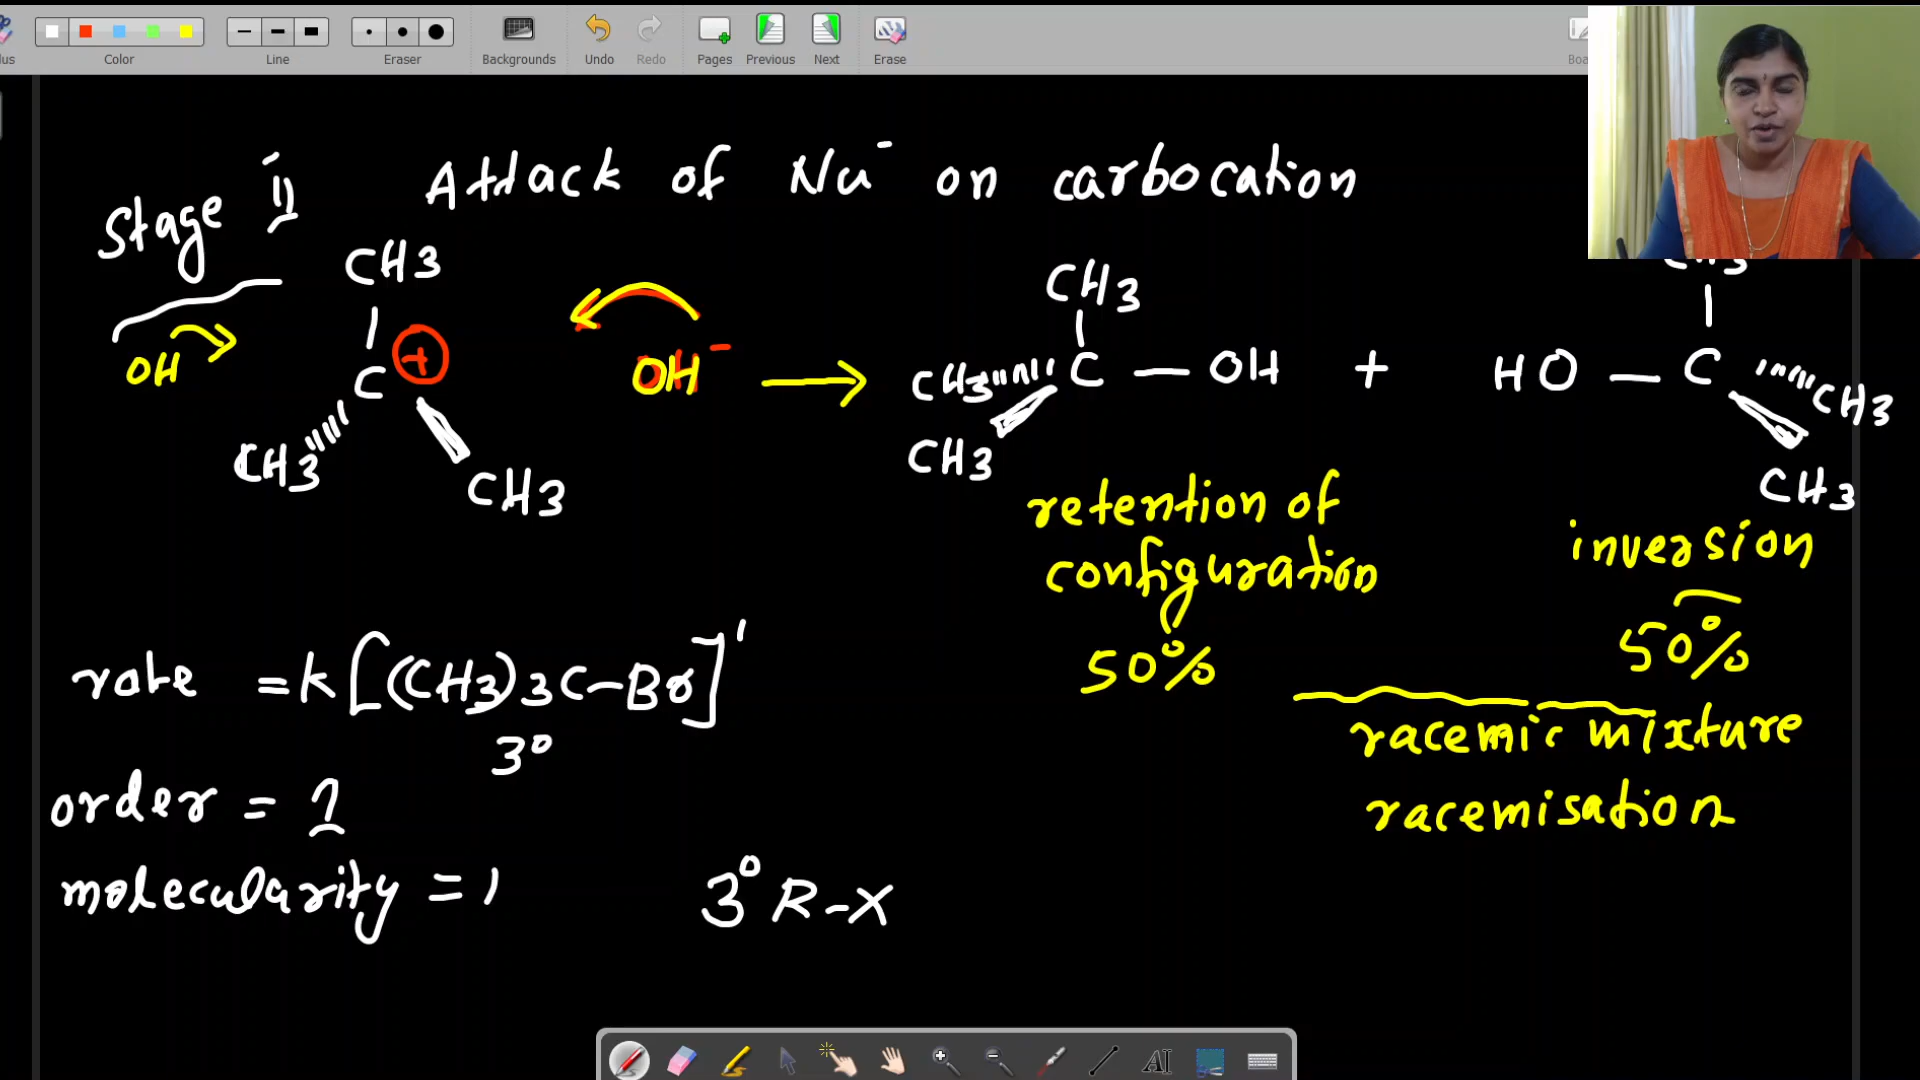 Color
Line
Eraser
Backgrounds
Undo
Redo
Pages
Previous
Next
Erase
Stage II
Attack of Nu⁻ on carbocation
CH3
C +
CH3
CH3
OH
OH⁻
CH3
CH3 C — OH + HO — C CH3
CH3
CH3
retention of configuration
50%
inversion
50%
racemic mixture
racemisation
rate = k[(CH3)3C–Br]¹
3°
order = 1
molecularity = 1
3° R–X